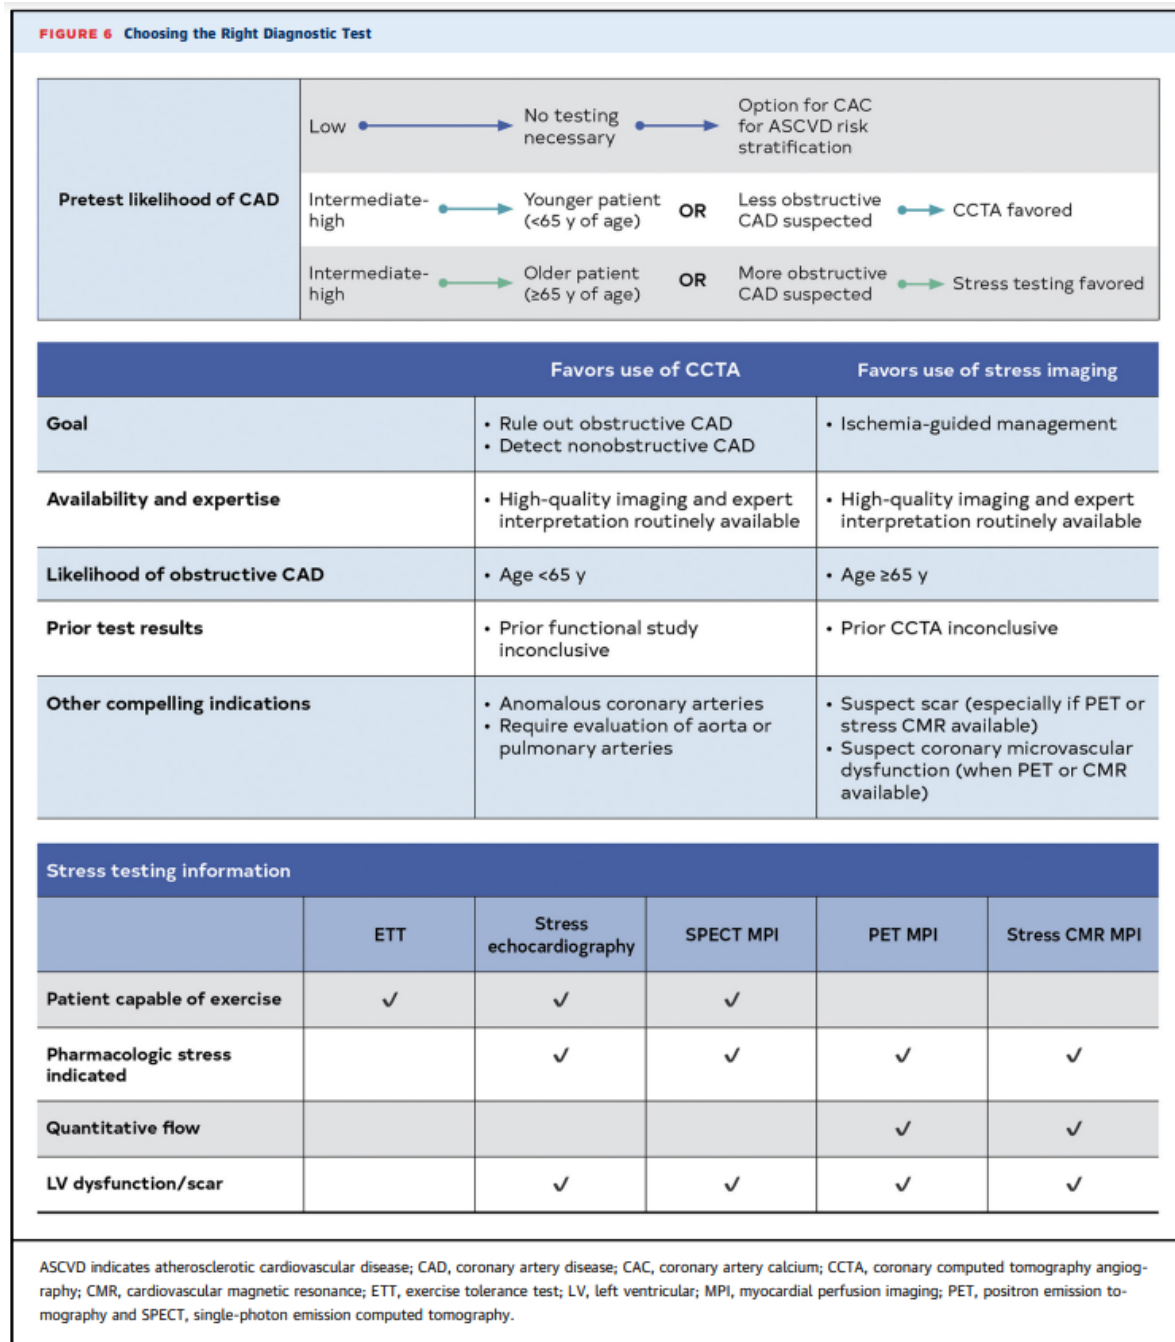 FIGURE 6 Choosing the Right Diagnostic Test
Pretest likelihood of CAD
Low
No testing
necessary
Option for CAC
for ASCVD risk
stratification
Intermediate-
high
Younger patient
(<65 y of age)
OR
Less obstructive
CAD suspected
CCTA favored
Intermediate-
high
Older patient
(≥65 y of age)
OR
More obstructive
CAD suspected
Stress testing favored
Favors use of CCTA
Favors use of stress imaging
Goal
• Rule out obstructive CAD
• Detect nonobstructive CAD
• Ischemia-guided management
Availability and expertise
• High-quality imaging and expert
interpretation routinely available
• High-quality imaging and expert
interpretation routinely available
Likelihood of obstructive CAD
• Age <65 y
• Age ≥65 y
Prior test results
• Prior functional study
inconclusive
• Prior CCTA inconclusive
Other compelling indications
• Anomalous coronary arteries
• Require evaluation of aorta or
pulmonary arteries
• Suspect scar (especially if PET or
stress CMR available)
• Suspect coronary microvascular
dysfunction (when PET or CMR
available)
Stress testing information
ETT
Stress
echocardiography
SPECT MPI
PET MPI
Stress CMR MPI
Patient capable of exercise ✓ ✓ ✓
Pharmacologic stress
indicated
✓ ✓ ✓ ✓
Quantitative flow ✓ ✓
LV dysfunction/scar ✓ ✓ ✓ ✓
ASCVD indicates atherosclerotic cardiovascular disease; CAD, coronary artery disease; CAC, coronary artery calcium; CCTA, coronary computed tomography angiog-
raphy; CMR, cardiovascular magnetic resonance; ETT, exercise tolerance test; LV, left ventricular; MPI, myocardial perfusion imaging; PET, positron emission to-
mography and SPECT, single-photon emission computed tomography.